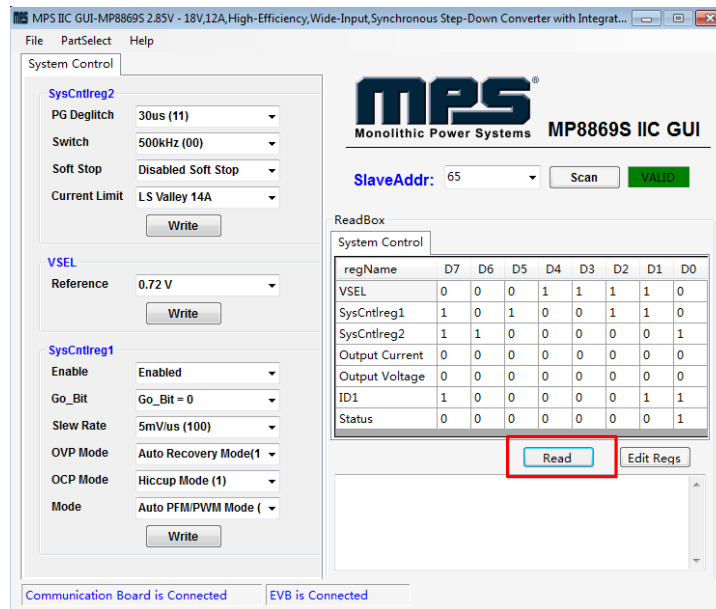 MPS IIC GUI-MP8869S 2.85V - 18V,12A,High-Efficiency,Wide-Input,Synchronous Step-Down Converter with Integrat...
File PartSelect Help
System Control
SysCntlreg2
PG Deglitch 30us (11)
Switch 500kHz (00)
Soft Stop Disabled Soft Stop
Current Limit LS Valley 14A
Write
VSEL
Reference 0.72 V
Write
SysCntlreg1
Enable Enabled
Go_Bit Go_Bit = 0
Slew Rate 5mV/us (100)
OVP Mode Auto Recovery Mode(1
OCP Mode Hiccup Mode (1)
Mode Auto PFM/PWM Mode (
Write
mps®
Monolithic Power Systems MP8869S IIC GUI
SlaveAddr: 65 Scan VALID
ReadBox
System Control
regName D7 D6 D5 D4 D3 D2 D1 D0
VSEL 0 0 0 1 1 1 1 0
SysCntlreg1 1 0 1 0 0 1 1 0
SysCntlreg2 1 1 0 0 0 0 0 1
Output Current 0 0 0 0 0 0 0 0
Output Voltage 0 0 0 0 0 0 0 0
ID1 1 0 0 0 0 0 1 1
Status 0 0 0 0 0 0 0 1
Read Edit Regs
Communication Board is Connected EVB is Connected